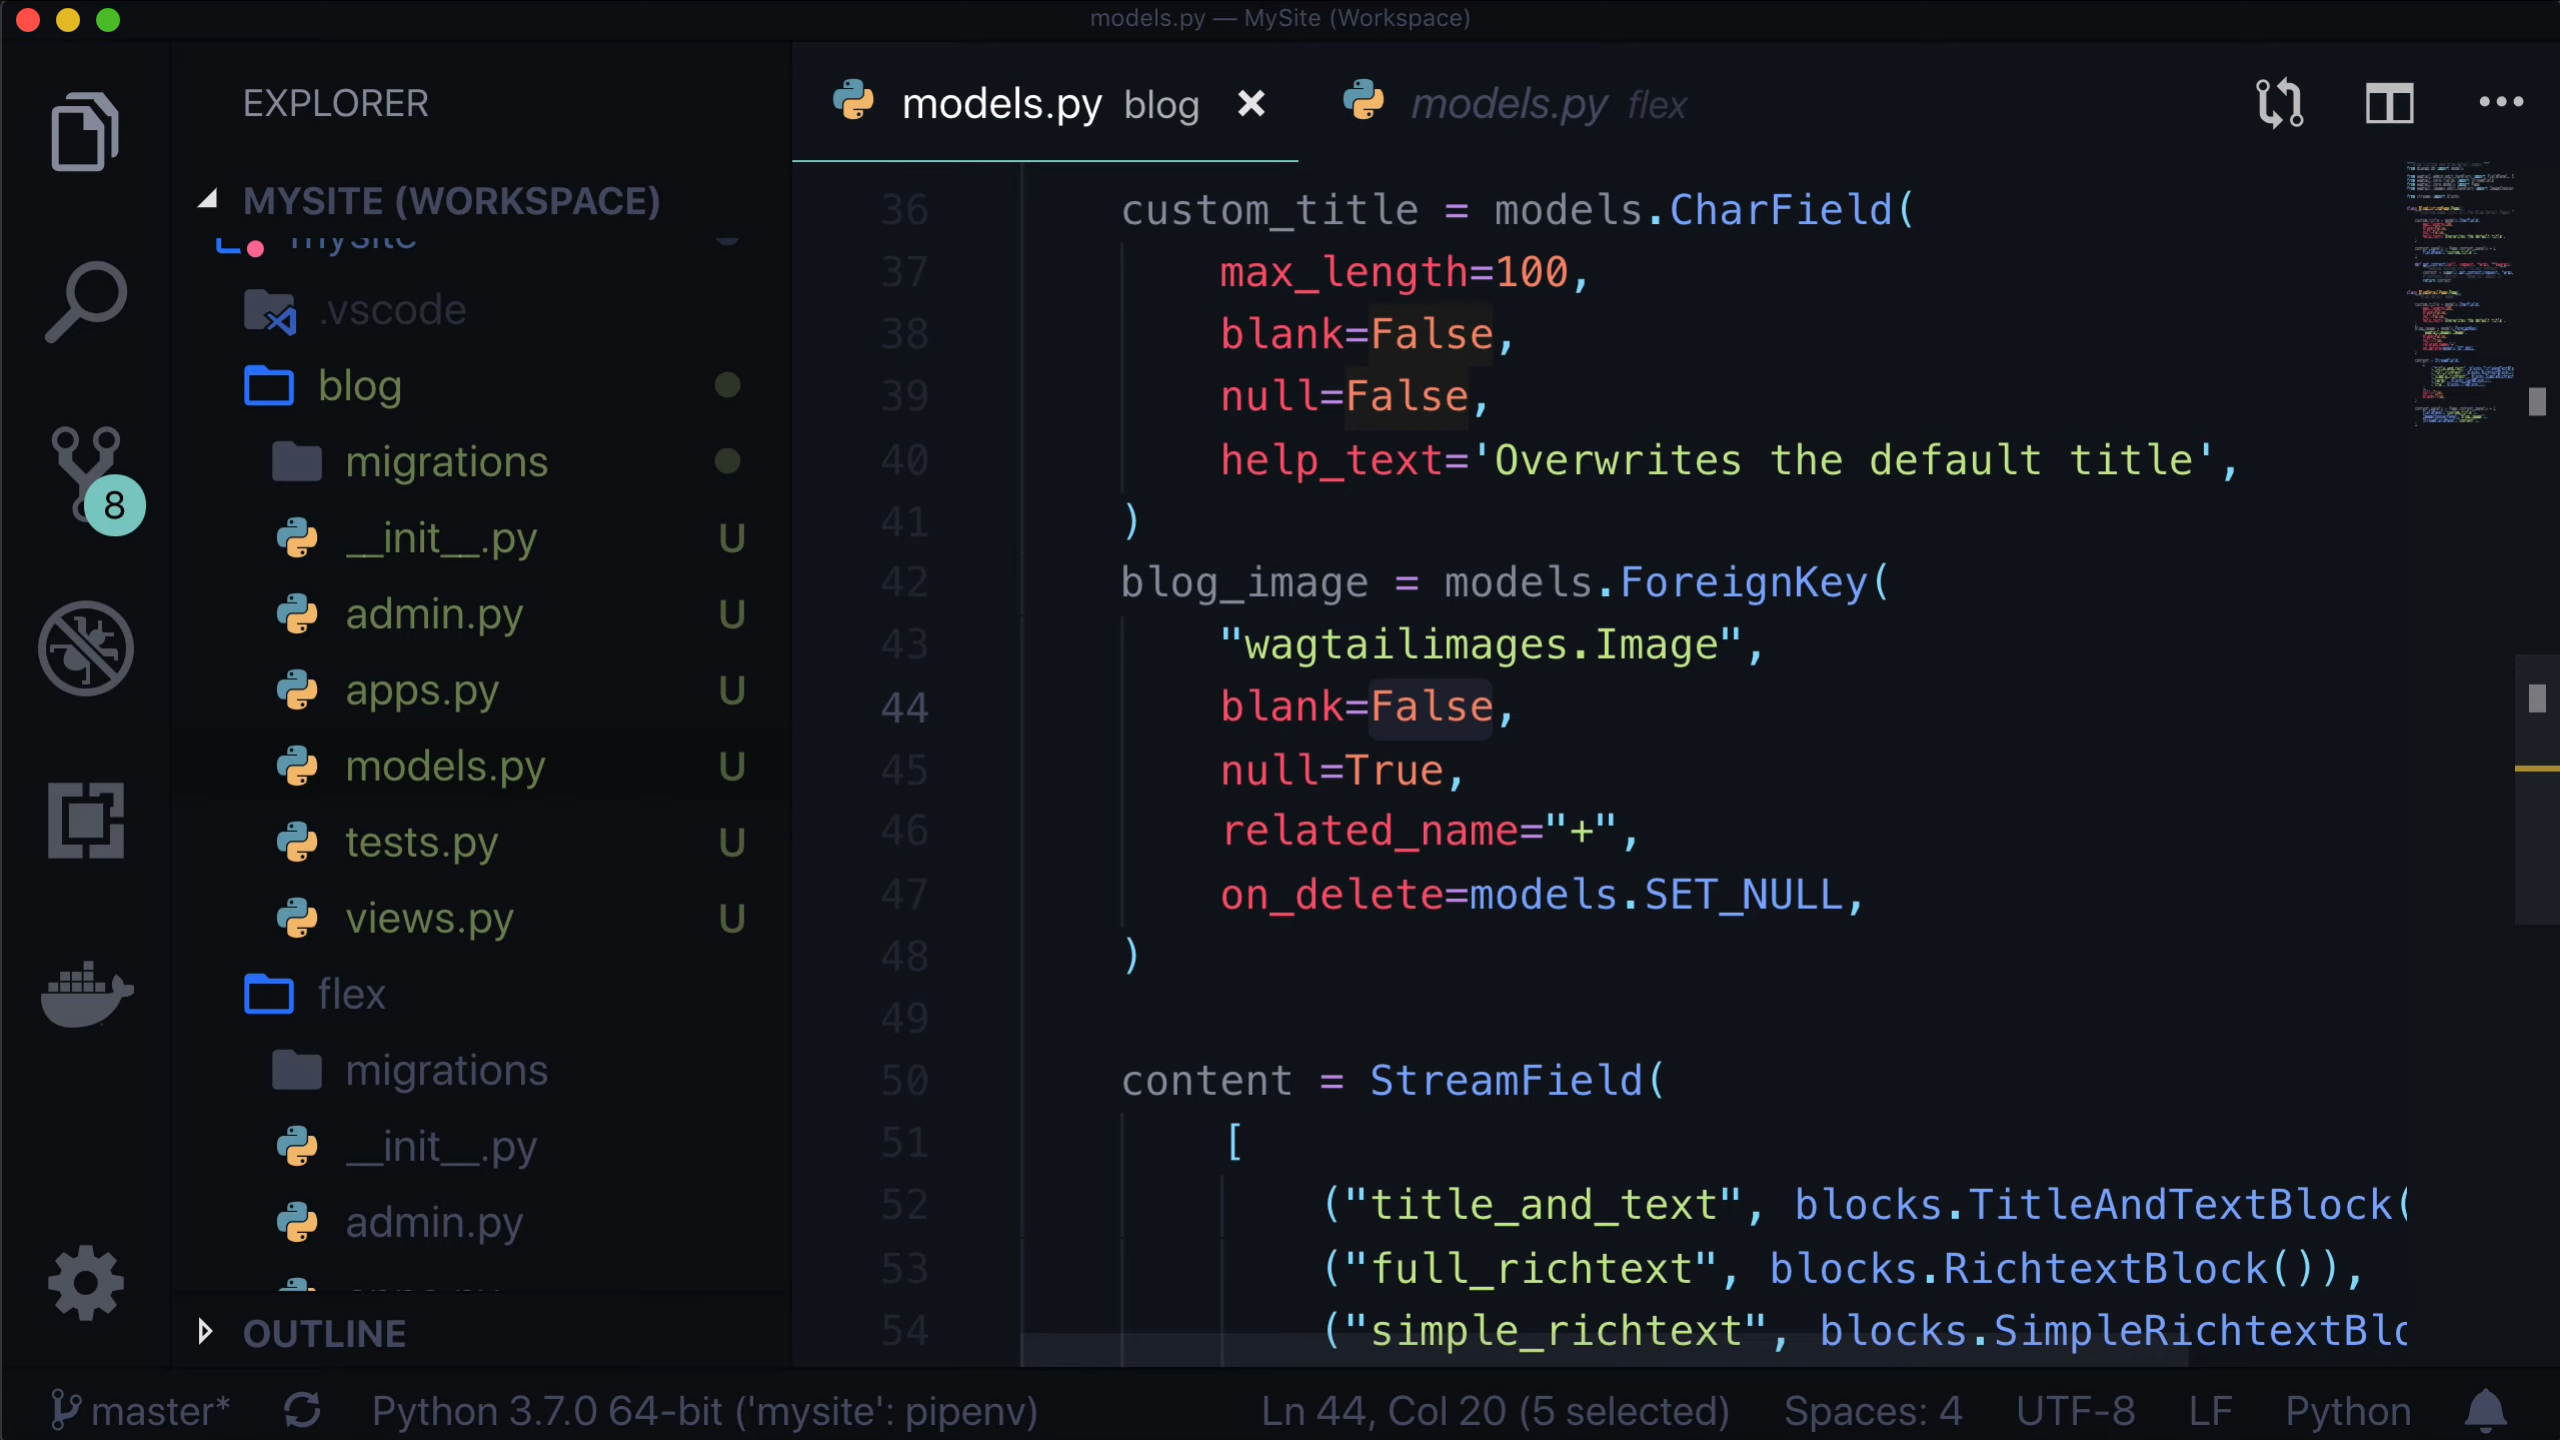 models.py — MySite (Workspace)
EXPLORER
MYSITE (WORKSPACE)
mysite
.vscode
blog
migrations
__init__.py U
admin.py U
apps.py U
models.py U
tests.py U
views.py U
flex
migrations
__init__.py
admin.py
OUTLINE
8
models.py blog
models.py flex
36 custom_title = models.CharField(
37 max_length=100,
38 blank=False,
39 null=False,
40 help_text='Overwrites the default title',
41 )
42 blog_image = models.ForeignKey(
43 "wagtailimages.Image",
44 blank=False,
45 null=True,
46 related_name="+",
47 on_delete=models.SET_NULL,
48 )
49
50 content = StreamField(
51 [
52 ("title_and_text", blocks.TitleAndTextBlock(
53 ("full_richtext", blocks.RichtextBlock()),
54 ("simple_richtext", blocks.SimpleRichtextBlo
master* Python 3.7.0 64-bit ('mysite': pipenv) Ln 44, Col 20 (5 selected) Spaces: 4 UTF-8 LF Python